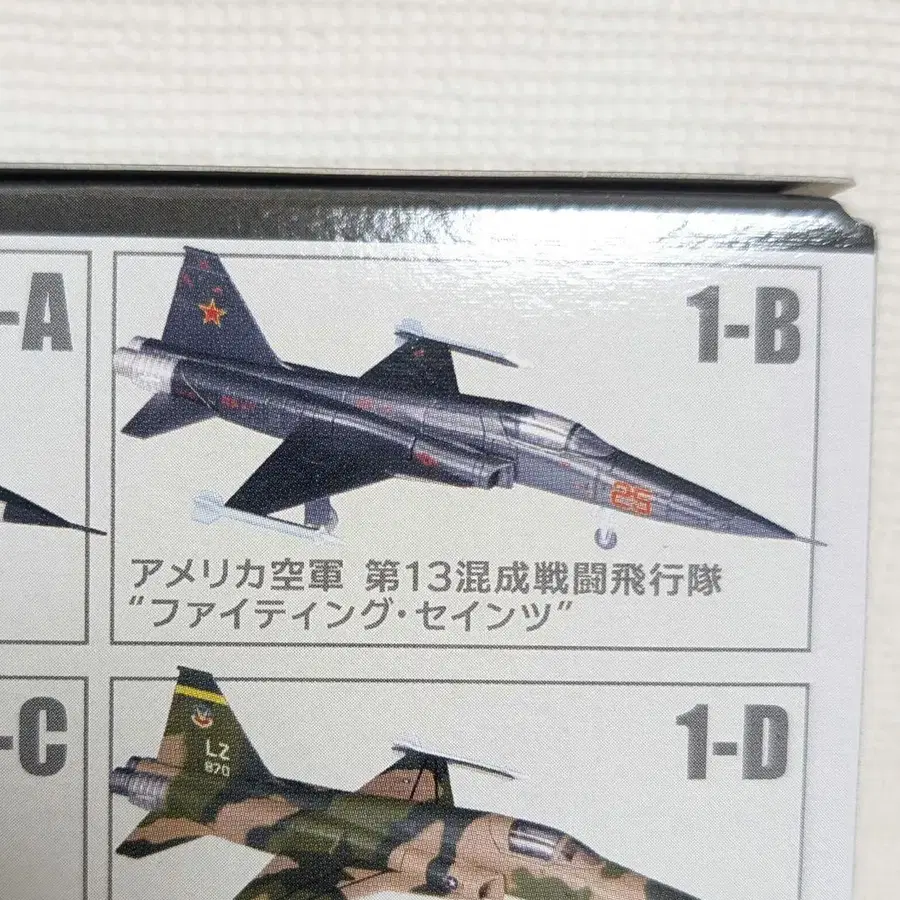 -A
1-B
25
アメリカ空軍 第13混成戦闘飛行隊
“ファイティング・セインツ”
-C
1-D
LZ
870